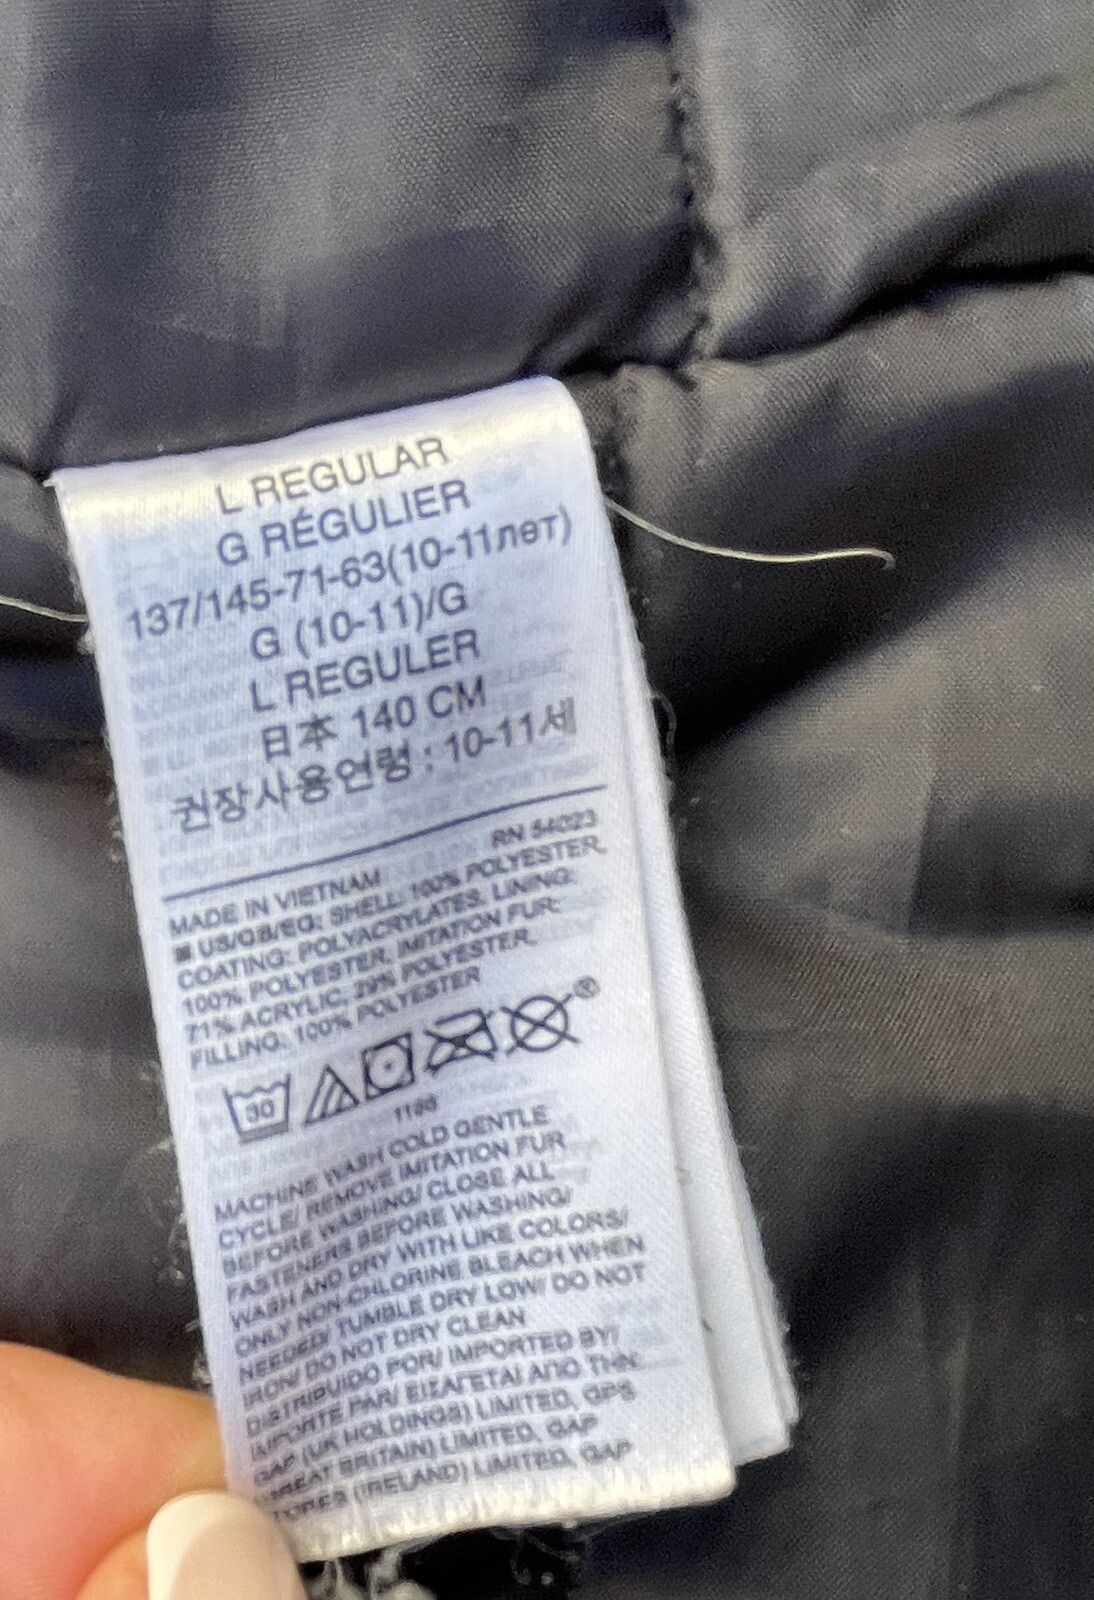 L REGULAR
G RÉGULIER
137/145-71-63(10-11лет)
G (10-11)/G
L REGULER
日本 140 CM
권장사용연령 : 10-11세
RN 54023
MADE IN VIETNAM
■ US/GB/EG: SHELL: 100% POLYESTER,
COATING: POLYACRYLATES, LINING:
100% POLYESTER, IMITATION FUR:
71% ACRYLIC, 29% POLYESTER,
FILLING: 100% POLYESTER
30
®
MACHINE WASH COLD GENTLE
CYCLE/ REMOVE IMITATION FUR
BEFORE WASHING/ CLOSE ALL
FASTENERS BEFORE WASHING/
WASH AND DRY WITH LIKE COLORS/
ONLY NON-CHLORINE BLEACH WHEN
NEEDED/ TUMBLE DRY LOW/ DO NOT
IRON/ DO NOT DRY CLEAN
DISTRIBUIDO POR/ IMPORTED BY/
IMPORTE PAR/ ΕΙΣΑΓΕΤΑΙ ΑΠΟ ΤΗΝ:
GAP (UK HOLDINGS) LIMITED, GPS
GREAT BRITAIN) LIMITED, GAP
STORES (IRELAND) LIMITED, GAP